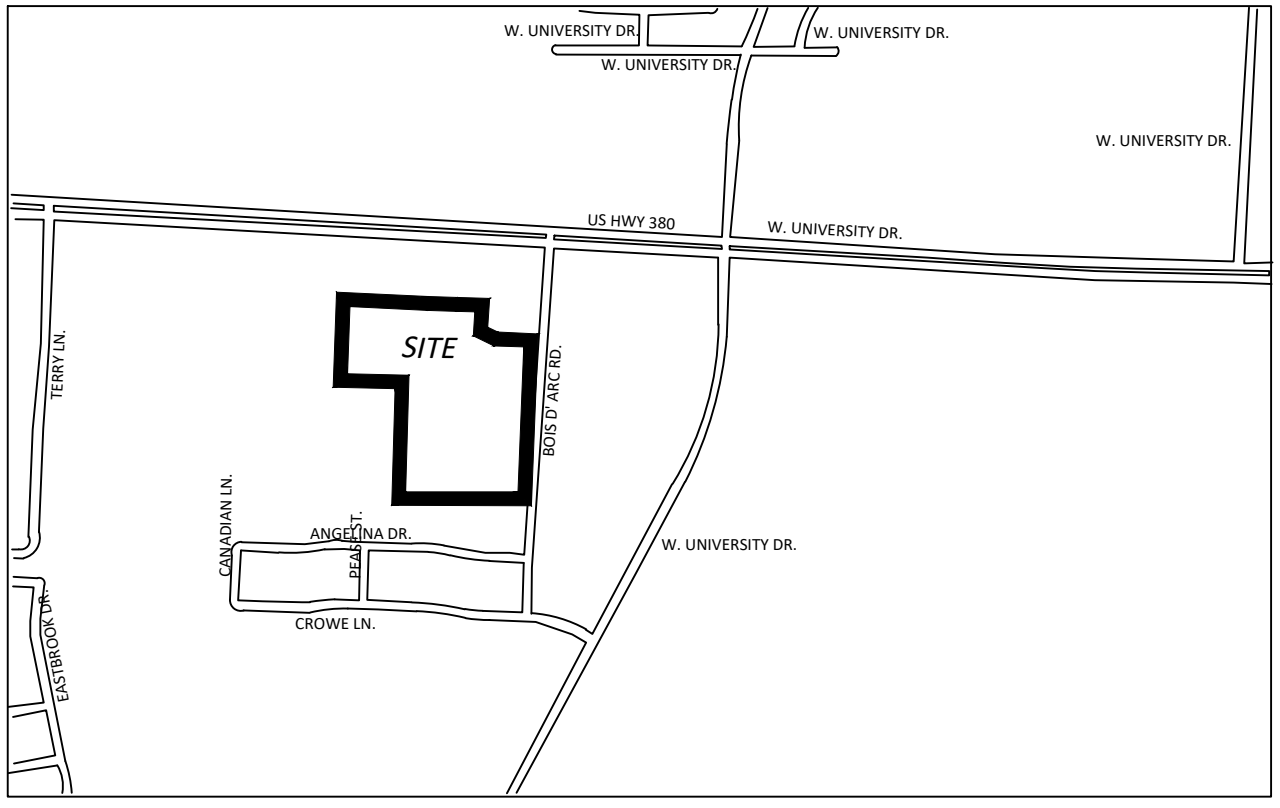 W. UNIVERSITY DR.
W. UNIVERSITY DR.
W. UNIVERSITY DR.
W. UNIVERSITY DR.
US HWY 380
W. UNIVERSITY DR.
TERRY LN.
SITE
BOIS D' ARC RD.
CANADIAN LN.
ANGELINA DR.
PEASE ST.
W. UNIVERSITY DR.
EASTBROOK DR.
CROWE LN.